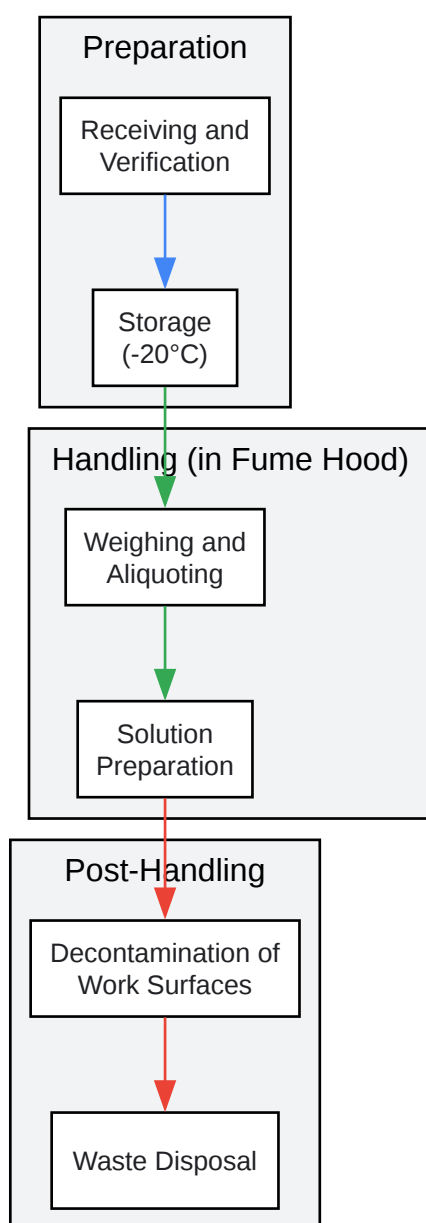 Preparation
Receiving and
Verification
Storage
(-20°C)
Handling (in Fume Hood)
Weighing and
Aliquoting
Solution
Preparation
Post-Handling
Decontamination of
Work Surfaces
Waste Disposal